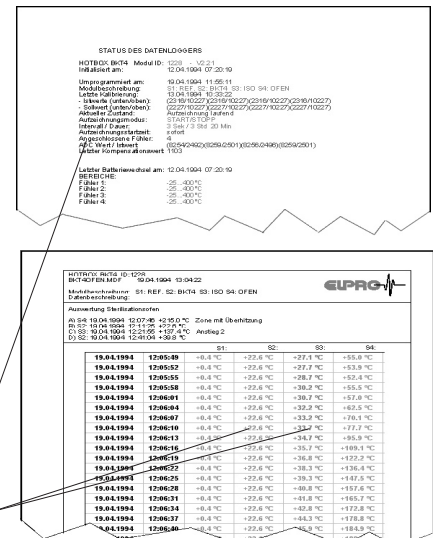 STATUS DES DATENLOGGERS
HOTBOX BKT4 Modul ID: 1228 - V2.21
Initialisiert am: 12.04.1994 07:20:19
Umprogrammiert am: 19.04.1994 11:55:11
Modulbeschreibung: S1: REF. S2: BKT4 S3: ISO S4: OFEN
Letzte Kalibrierung: 13.04.1994 10:33:22
- Istwerte (unten/oben): (2316/10227)(2316/10227)(2316/10227)(2316/10227)
- Sollwert (unten/oben): (2227/10227)(2227/10227)(2227/10227)(2227/10227)
Aktueller Zustand: Aufzeichnung laufend
Aufzeichnungsmodus: START/STOPP
Intervall / Dauer: 3 Sek / 3 Std 20 Min
Aufzeichnungsstartzeit: sofort
Angeschlossene Fühler: 4
ADC Wert / Istwert: (8254/2492)(8259/2501)(8256/2496)(8259/2501)
Letzter Kompensationswert 1103
Letzter Batteriewechsel am: 12.04.1994 07:20:19
BEREICHE:
Fühler 1: -25...400°C
Fühler 2: -25...400°C
Fühler 3: -25...400°C
Fühler 4: -25...400°C
HOTBOX BKT4 ID:1228
BKT4OFEN.MDF 19.04.1994 13:04:22
ELPRO
Modulbeschreibung: S1: REF. S2: BKT4 S3: ISO S4: OFEN
Datenbeschreibung:
Auswertung Sterilisationsofen
A) S4: 19.04.1994 12:07:46 +215.0 °C Zone mit Überhitzung
B) S2: 19.04.1994 12:11:25 +22.6 °C
C) S3: 19.04.1994 12:21:55 +137.4 °C Anstieg 2
D) S2: 19.04.1994 12:41:04 +39.8 °C
S1: S2: S3: S4:
19.04.1994 12:05:49 +0.4 °C +22.6 °C +27.1 °C +55.0 °C
19.04.1994 12:05:52 +0.4 °C +22.6 °C +27.7 °C +53.9 °C
19.04.1994 12:05:55 +0.4 °C +22.6 °C +28.7 °C +52.4 °C
19.04.1994 12:05:58 +0.4 °C +22.6 °C +30.2 °C +55.5 °C
19.04.1994 12:06:01 +0.4 °C +22.6 °C +30.7 °C +57.0 °C
19.04.1994 12:06:04 +0.4 °C +22.6 °C +32.2 °C +62.5 °C
19.04.1994 12:06:07 +0.4 °C +22.6 °C +33.2 °C +70.1 °C
19.04.1994 12:06:10 +0.4 °C +22.6 °C +33.7 °C +77.7 °C
19.04.1994 12:06:13 +0.4 °C +22.6 °C +34.7 °C +95.9 °C
19.04.1994 12:06:16 +0.4 °C +22.6 °C +35.7 °C +109.1 °C
19.04.1994 12:06:19 +0.4 °C +22.6 °C +36.8 °C +122.2 °C
19.04.1994 12:06:22 +0.4 °C +22.6 °C +38.3 °C +136.4 °C
19.04.1994 12:06:25 +0.4 °C +22.6 °C +39.3 °C +147.5 °C
19.04.1994 12:06:28 +0.4 °C +22.6 °C +40.8 °C +157.6 °C
19.04.1994 12:06:31 +0.4 °C +22.6 °C +41.8 °C +165.7 °C
19.04.1994 12:06:34 +0.4 °C +22.6 °C +42.8 °C +172.8 °C
19.04.1994 12:06:37 +0.4 °C +22.6 °C +44.3 °C +178.8 °C
19.04.1994 12:06:40 +0.4 °C +22.6 °C +45.9 °C +184.9 °C